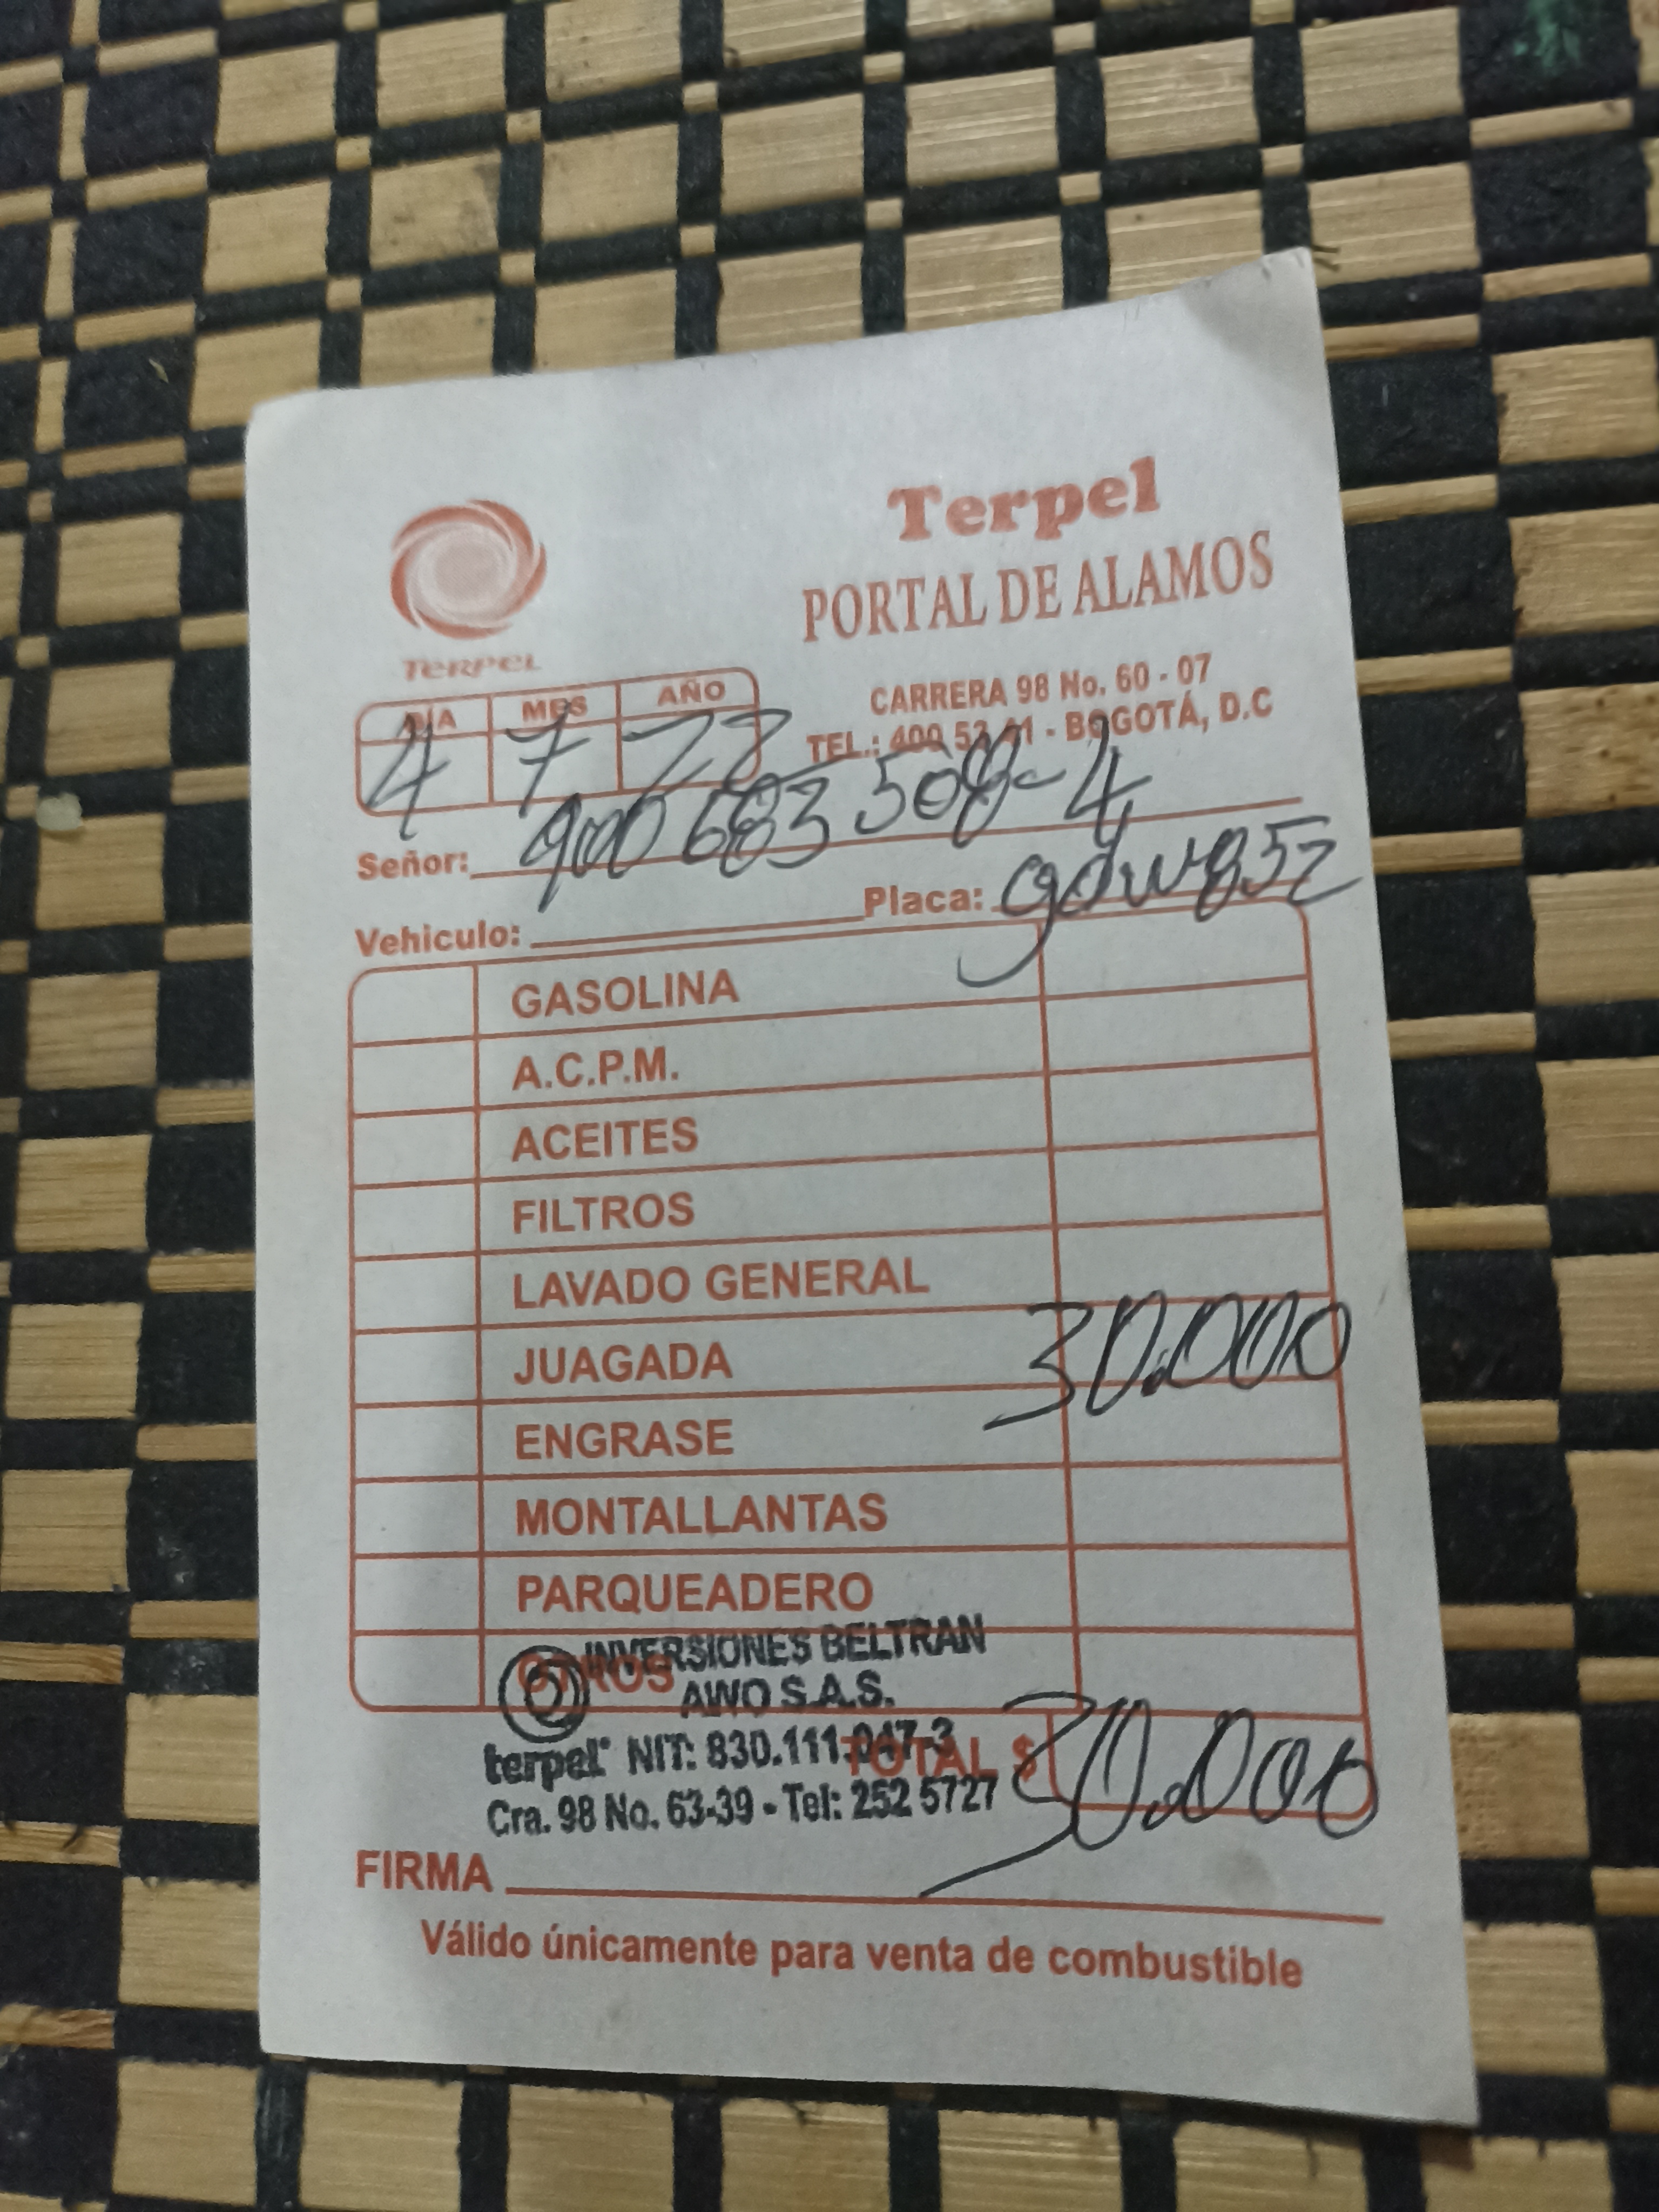 Terpel
PORTAL DE ALAMOS
TERPEL
CARRERA 98 No. 60 - 07
TEL.: 400 53 41 - BOGOTÁ, D.C
DÍA MES AÑO
4 7 22
Señor: 900 683 508-4
Vehiculo: Placa: gdw852
GASOLINA
A.C.P.M.
ACEITES
FILTROS
LAVADO GENERAL
JUAGADA 30.000
ENGRASE
MONTALLANTAS
PARQUEADERO
OTROS
INVERSIONES BELTRAN
AWO S.A.S.
terpel NIT: 830.111.047-3
Cra. 98 No. 63-39 - Tel: 252 5727
TOTAL $ 30.000
FIRMA
Válido únicamente para venta de combustible